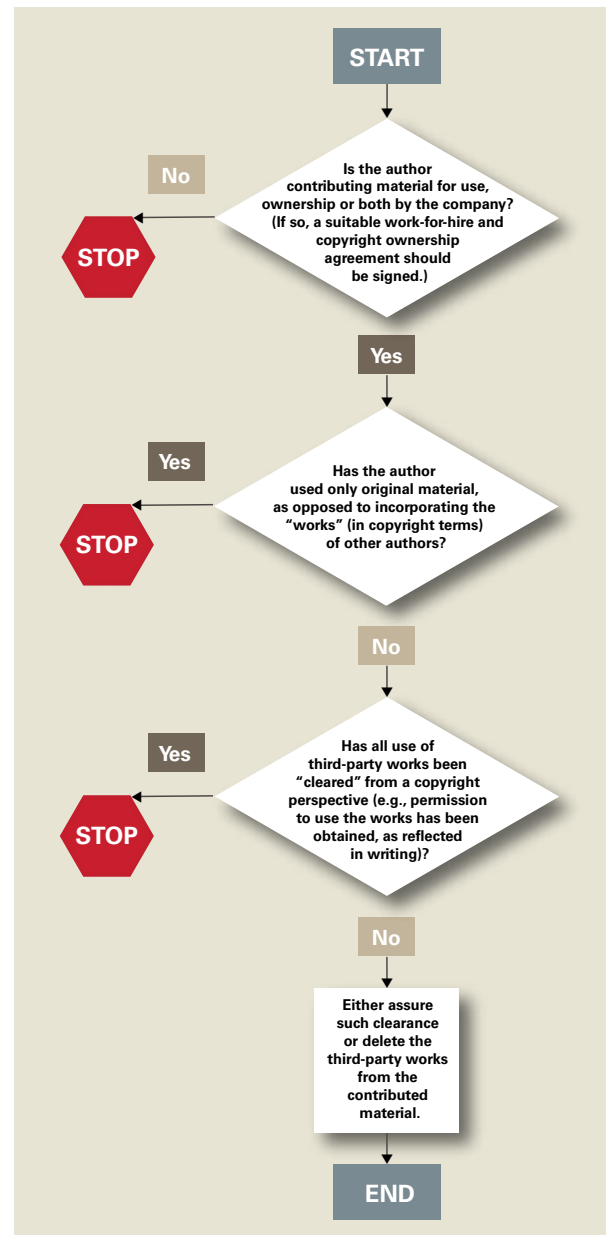 START
Is the author
contributing material for use,
ownership or both by the company?
(If so, a suitable work-for-hire and
copyright ownership
agreement should
be signed.)
No
STOP
Yes
Has the author
used only original material,
as opposed to incorporating the
“works” (in copyright terms)
of other authors?
Yes
STOP
No
Has all use of
third-party works been
“cleared” from a copyright
perspective (e.g., permission
to use the works has been
obtained, as reflected
in writing)?
Yes
STOP
No
Either assure
such clearance
or delete the
third-party works
from the
contributed
material.
END